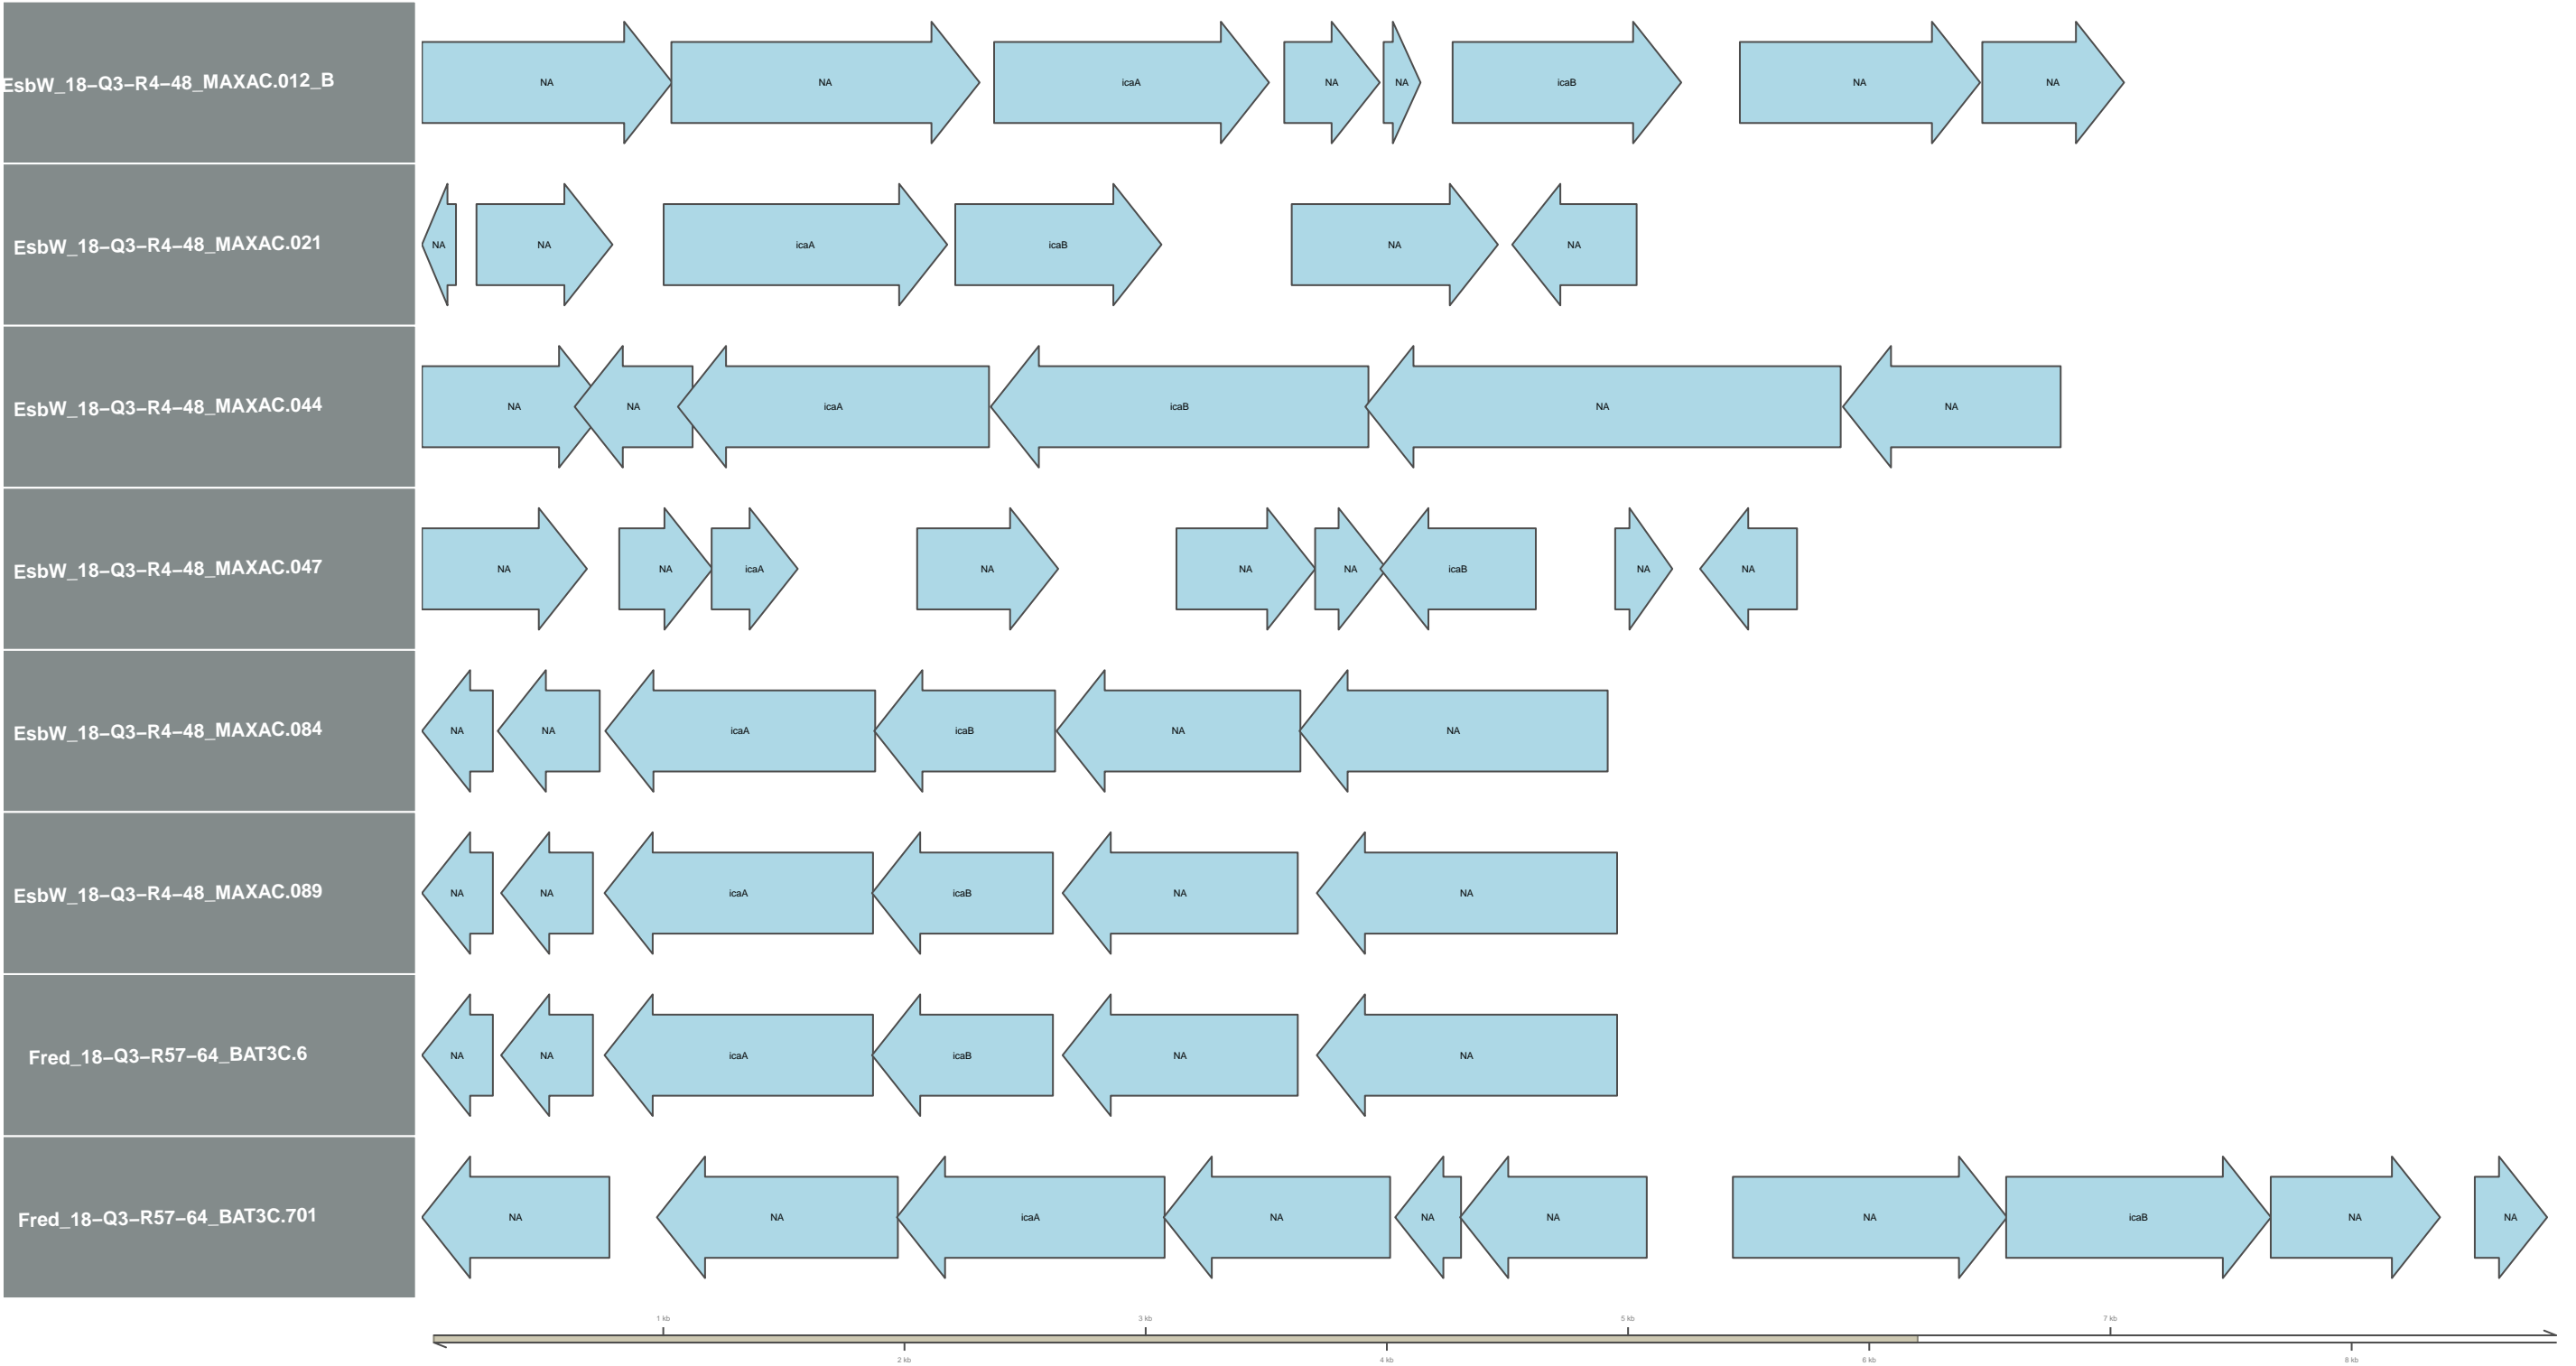 EsbW_18−Q3−R4−48_MAXAC.012_B NA NA icaA NA NA icaB NA NA
EsbW_18−Q3−R4−48_MAXAC.021 NA NA icaA icaB NA NA
EsbW_18−Q3−R4−48_MAXAC.044 NA NA icaA icaB NA NA
EsbW_18−Q3−R4−48_MAXAC.047 NA NA icaA NA NA NA icaB NA NA
EsbW_18−Q3−R4−48_MAXAC.084 NA NA icaA icaB NA NA
EsbW_18−Q3−R4−48_MAXAC.089 NA NA icaA icaB NA NA
Fred_18−Q3−R57−64_BAT3C.6 NA NA icaA icaB NA NA
Fred_18−Q3−R57−64_BAT3C.701 NA NA icaA NA NA NA NA icaB NA NA
1 kb 3 kb 5 kb 7 kb
2 kb 4 kb 6 kb 8 kb